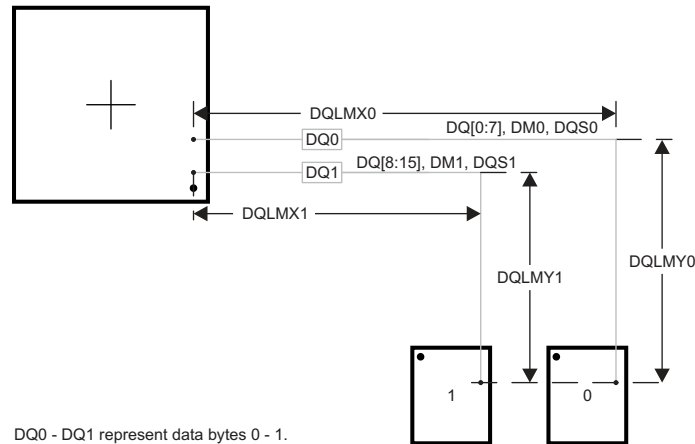 DQLMX0
DQ[0:7], DM0, DQS0
DQ0
DQ[8:15], DM1, DQS1
DQ1
DQLMX1
DQLMY0
DQLMY1
1
0
DQ0 - DQ1 represent data bytes 0 - 1.